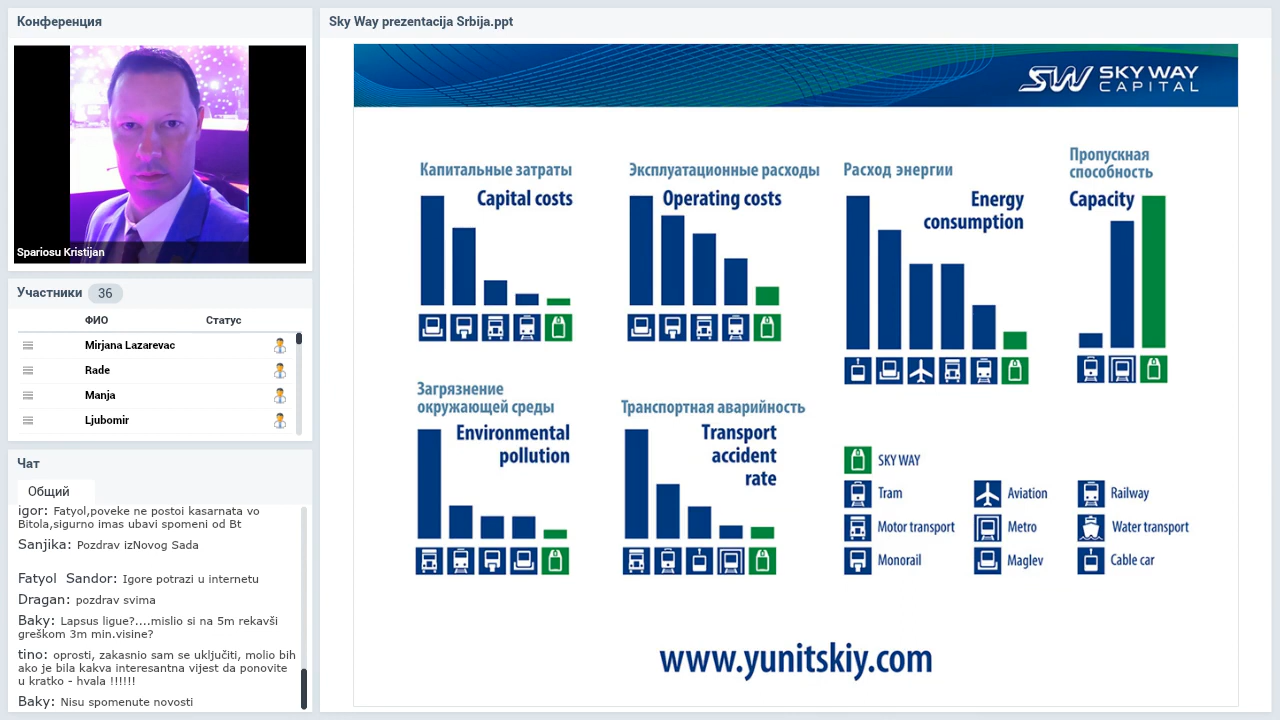 Конференция
Spariosu Kristijan
Участники 36
ФИО Статус
Mirjana Lazarevac
Rade
Manja
Ljubomir
Чат
Общий
igor: Fatyol,poveke ne pstoi kasarnata vo
Bitola,sigurno imas ubavi spomeni od Bt
Sanjika: Pozdrav izNovog Sada
Fatyol Sandor: Igore potrazi u internetu
Dragan: pozdrav svima
Baky: Lapsus ligue?....mislio si na 5m rekavši
greškom 3m min.visine?
tino: oprosti, zakasnio sam se uključiti, molio bih
ako je bila kakva interesantna vijest da ponovite
u kratko - hvala !!!!!!
Baky: Nisu spomenute novosti
Sky Way prezentacija Srbija.ppt
SW SKY WAY
CAPITAL
Капитальные затраты
Capital costs
Эксплуатационные расходы
Operating costs
Расход энергии
Energy
consumption
Пропускная
способность
Capacity
Загрязнение
окружающей среды
Environmental
pollution
Транспортная аварийность
Transport
accident
rate
SKY WAY
Tram Aviation Railway
Motor transport Metro Water transport
Monorail Maglev Cable car
www.yunitskiy.com